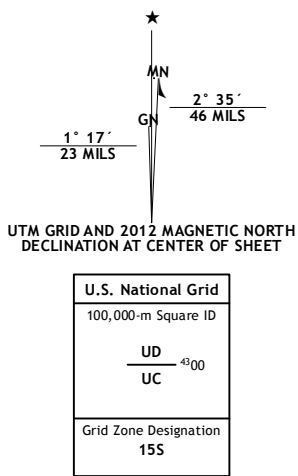 ★
MN
2° 35´
46 MILS
GN
1° 17´
23 MILS
UTM GRID AND 2012 MAGNETIC NORTH
DECLINATION AT CENTER OF SHEET
U.S. National Grid
100,000-m Square ID
UD
4300
UC
Grid Zone Designation
15S